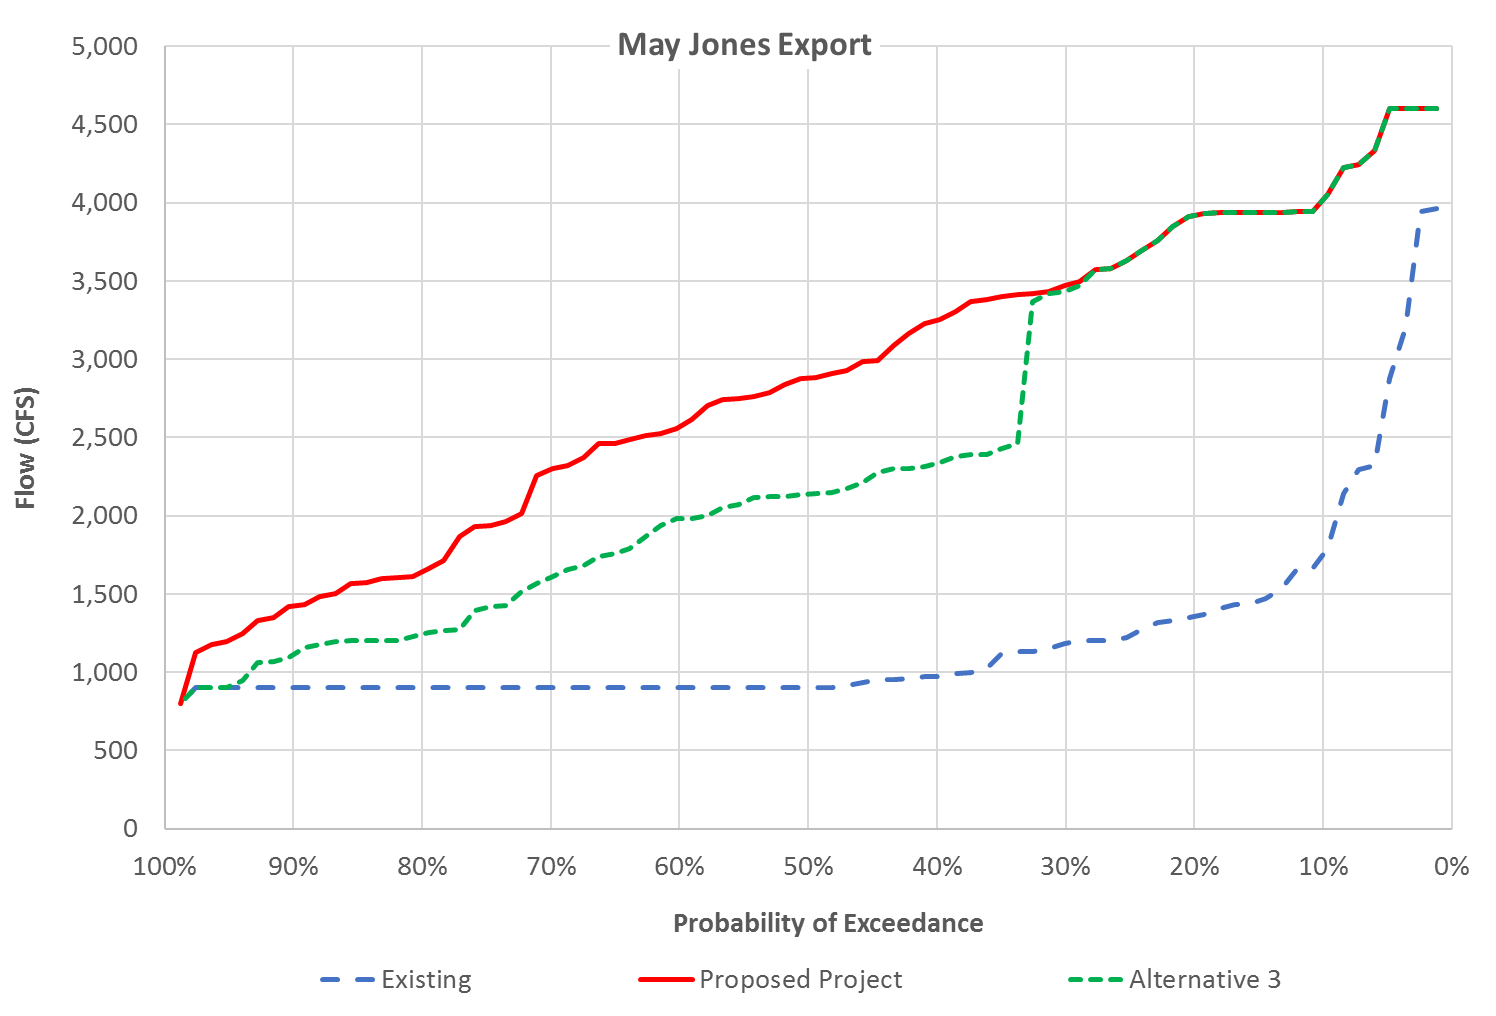 May Jones Export
5,000
4,500
4,000
3,500
3,000
2,500
2,000
1,500
1,000
500
0
Flow (CFS)
100% 90% 80% 70% 60% 50% 40% 30% 20% 10% 0%
Probability of Exceedance
Existing Proposed Project Alternative 3